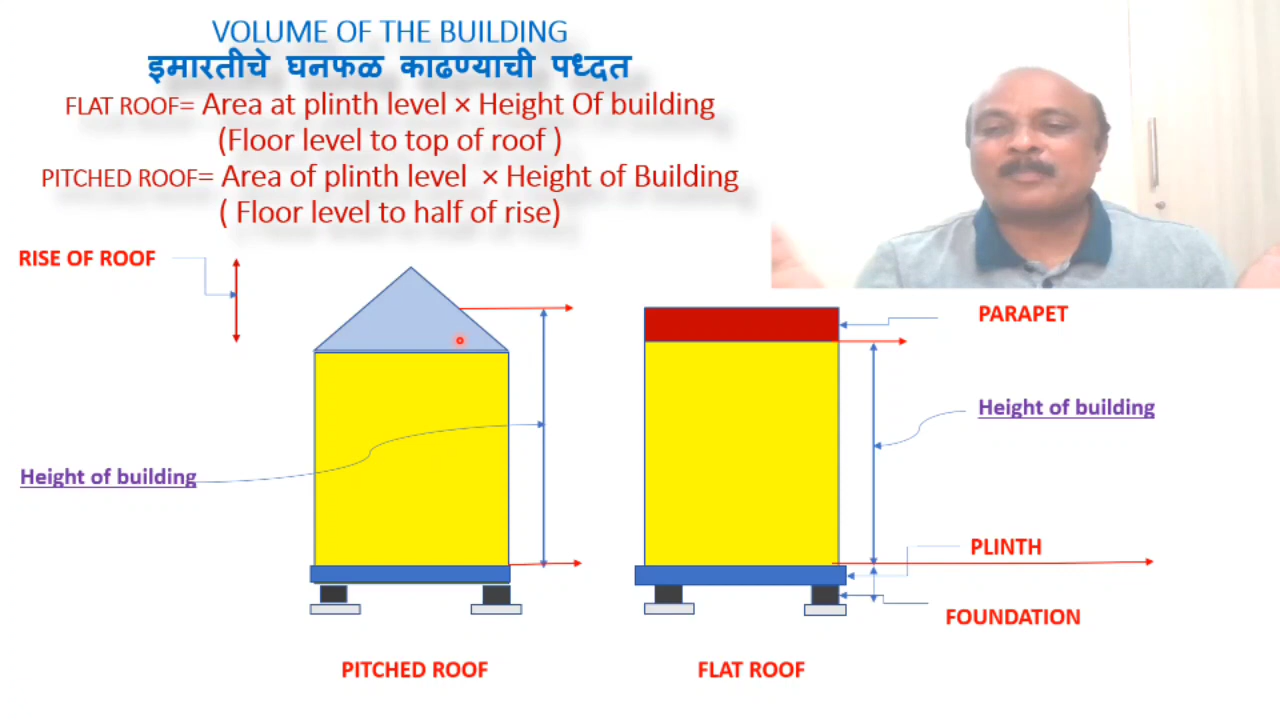 VOLUME OF THE BUILDING
इमारतीचे घनफळ काढण्याची पध्दत
FLAT ROOF= Area at plinth level × Height Of building
(Floor level to top of roof )
PITCHED ROOF= Area of plinth level × Height of Building
( Floor level to half of rise)
RISE OF ROOF
PARAPET
Height of building
Height of building
PLINTH
FOUNDATION
PITCHED ROOF
FLAT ROOF